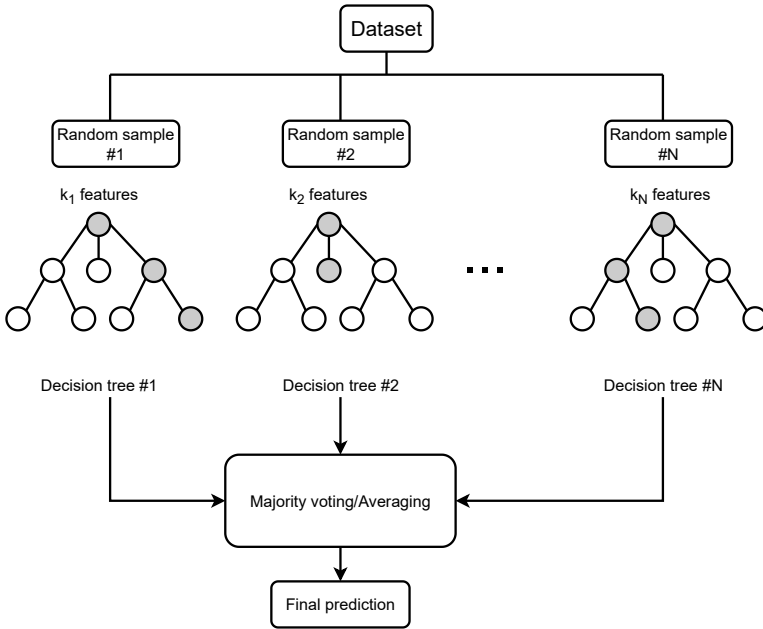 Dataset
Random sample
#1
Random sample
#2
Random sample
#N
k1 features
k2 features
kN features
...
Decision tree #1
Decision tree #2
Decision tree #N
Majority voting/Averaging
Final prediction